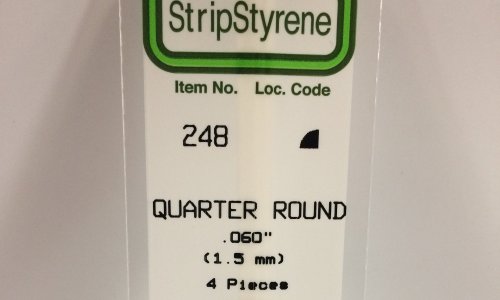 StripStyrene
Item No. Loc. Code
248
QUARTER ROUND
.060"
(1.5 mm)
4 Pieces